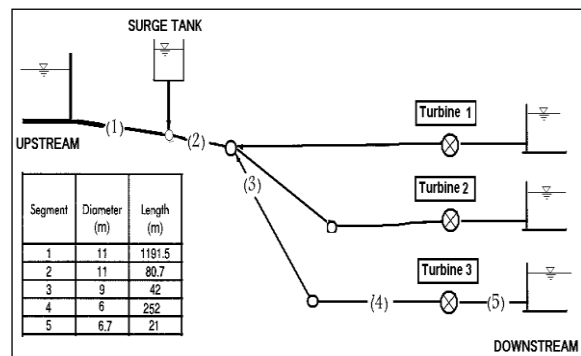 SURGE TANK
UPSTREAM
(1)
(2)
(3)
Turbine 1
Turbine 2
Turbine 3
(4)
(5)
DOWNSTREAM
Segment Diameter (m) Length (m)
1 11 1191.5
2 11 80.7
3 9 42
4 6 252
5 6.7 21